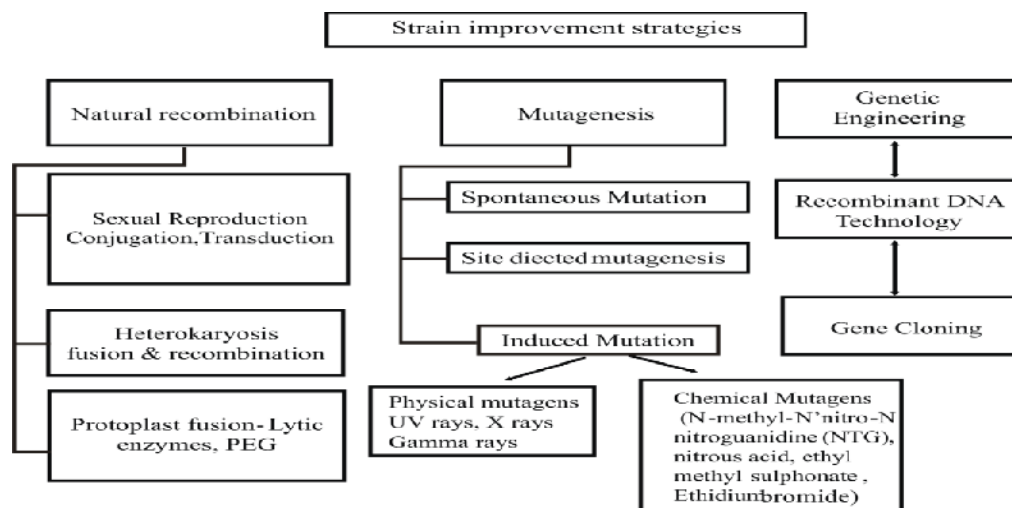 Strain improvement strategies
Natural recombination
Sexual Reproduction
Conjugation,Transduction
Heterokaryosis
fusion & recombination
Protoplast fusion- Lytic
enzymes, PEG
Mutagenesis
Spontaneous Mutation
Site diected mutagenesis
Induced Mutation
Physical mutagens
UV rays, X rays
Gamma rays
Chemical Mutagens
(N-methyl-N'nitro-N
nitroguanidine (NTG),
nitrous acid, ethyl
methyl sulphonate ,
Ethidiunbromide)
Genetic
Engineering
Recombinant DNA
Technology
Gene Cloning